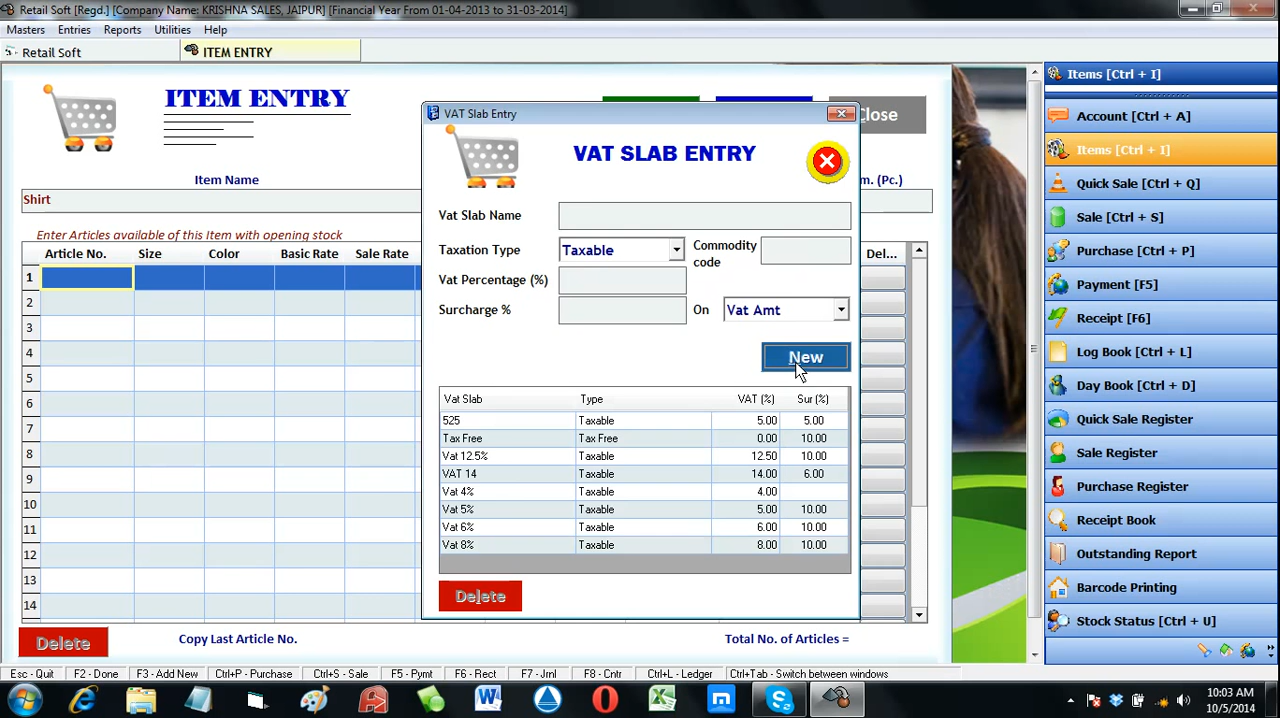 Retail Soft [Regd.] [Company Name: KRISHNA SALES, JAIPUR] [Financial Year From 01-04-2013 to 31-03-2014]
Masters Entries Reports Utilities Help
Retail Soft ITEM ENTRY
ITEM ENTRY
Close
Item Name
m. (Pc.)
Shirt
Enter Articles available of this Item with opening stock
Article No. Size Color Basic Rate Sale Rate Del...
1
2
3
4
5
6
7
8
9
10
11
12
13
14
Delete Copy Last Article No. Total No. of Articles =
VAT Slab Entry
VAT SLAB ENTRY
Vat Slab Name
Taxation Type Taxable Commodity code
Vat Percentage (%)
Surcharge % On Vat Amt
New
Vat Slab Type VAT (%) Sur (%)
525 Taxable 5.00 5.00
Tax Free Tax Free 0.00 10.00
Vat 12.5% Taxable 12.50 10.00
VAT 14 Taxable 14.00 6.00
Vat 4% Taxable 4.00
Vat 5% Taxable 5.00 10.00
Vat 6% Taxable 6.00 10.00
Vat 8% Taxable 8.00 10.00
Delete
Items [Ctrl + I]
Account [Ctrl + A]
Items [Ctrl + I]
Quick Sale [Ctrl + Q]
Sale [Ctrl + S]
Purchase [Ctrl + P]
Payment [F5]
Receipt [F6]
Log Book [Ctrl + L]
Day Book [Ctrl + D]
Quick Sale Register
Sale Register
Purchase Register
Receipt Book
Outstanding Report
Barcode Printing
Stock Status [Ctrl + U]
Esc - Quit F2 - Done F3 - Add New Ctrl+P - Purchase Ctrl+S - Sale F5 - Pymt F6 - Rect F7 - Jrnl F8 - Cntr Ctrl+L - Ledger Ctrl+Tab - Switch between windows
10:03 AM
10/5/2014